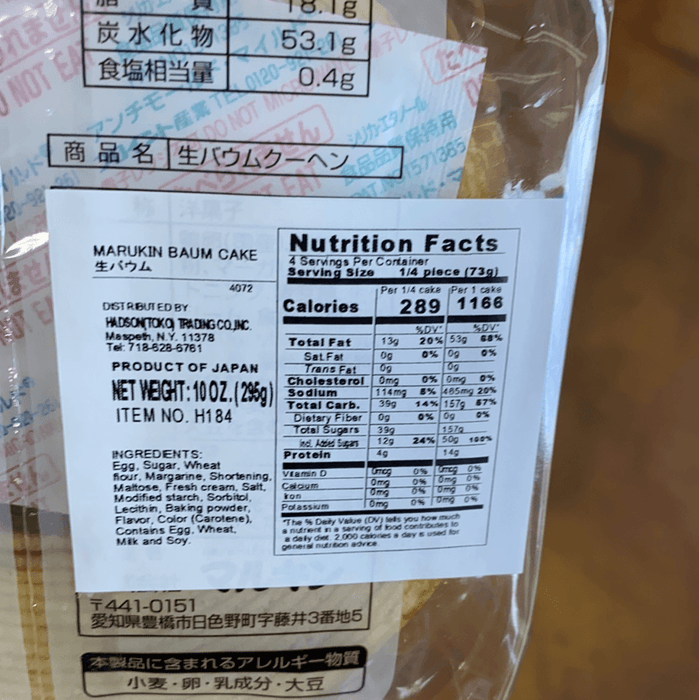 脂 質 18.1g
炭水化物 53.1g
食塩相当量 0.4g
商品名 生バウムクーヘン
洋菓子
MARUKIN BAUM CAKE
生バウム
4072
DISTRIBUTED BY
HADSON(TOKO) TRADING CO.,INC.
Maspeth, N.Y. 11378
Tel: 718-628-6761
PRODUCT OF JAPAN
NET WEIGHT: 10 OZ. (295g)
ITEM NO. H184
INGREDIENTS:
Egg, Sugar, Wheat
flour, Margarine, Shortening,
Maltose, Fresh cream, Salt,
Modified starch, Sorbitol,
Lecithin, Baking powder,
Flavor, Color (Carotene),
Contains Egg, Wheat,
Milk and Soy.
Nutrition Facts
4 Servings Per Container
Serving Size 1/4 piece (73g)
Per 1/4 cake Per 1 cake
Calories 289 1166
%DV* %DV*
Total Fat 13g 20% 53g 68%
Sat.Fat 0g 0% 0g 0%
Trans Fat 0g 0g
Cholesterol 0mg 0% 0mg 0%
Sodium 114mg 5% 465mg 20%
Total Carb. 39g 14% 157g 57%
Dietary Fiber 0g 0% 0g 0%
Total Sugars 39g 157g
Incl. Added Sugars 12g 24% 50g 100%
Protein 4g 14g
Vitamin D 0mcg 0% 0mcg 0%
Calcium 0mg 0% 0mg 0%
Iron 0mg 0% 0mg 0%
Potassium 0mg 0% 0mg 0%
*The % Daily Value (DV) tells you how much
a nutrient in a serving of food contributes to
a daily diet. 2,000 calories a day is used for
general nutrition advice.
〒441-0151
愛知県豊橋市日色野町字藤井3番地5
本製品に含まれるアレルギー物質
小麦・卵・乳成分・大豆